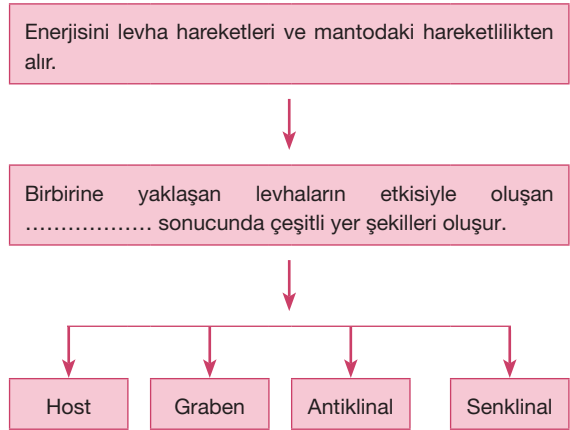 Enerjisini levha hareketleri ve mantodaki hareketlilikten
alır.
Birbirine yaklaşan levhaların etkisiyle oluşan
……………… sonucunda çeşitli yer şekilleri oluşur.
Host
Graben
Antiklinal
Senklinal